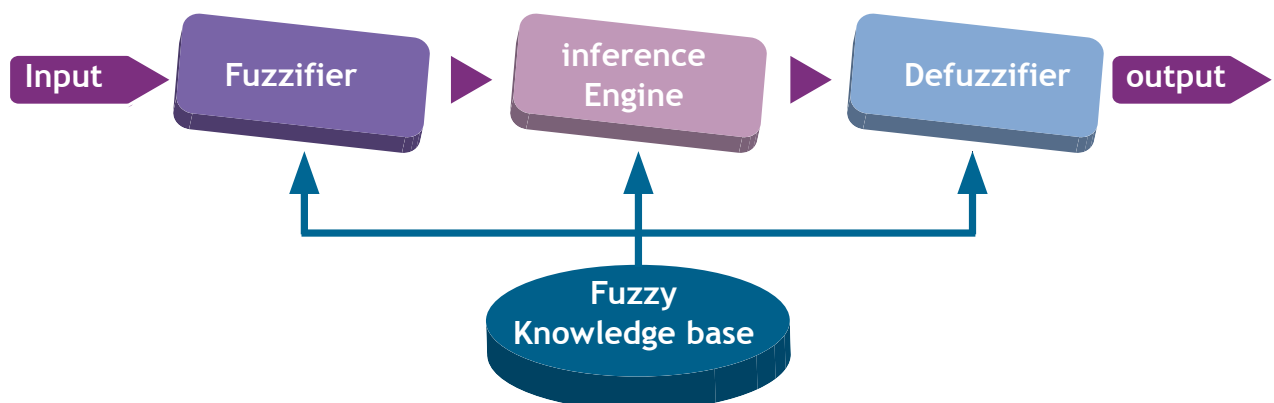 Input
Fuzzifier
inference
Engine
Defuzzifier
output
Fuzzy
Knowledge base